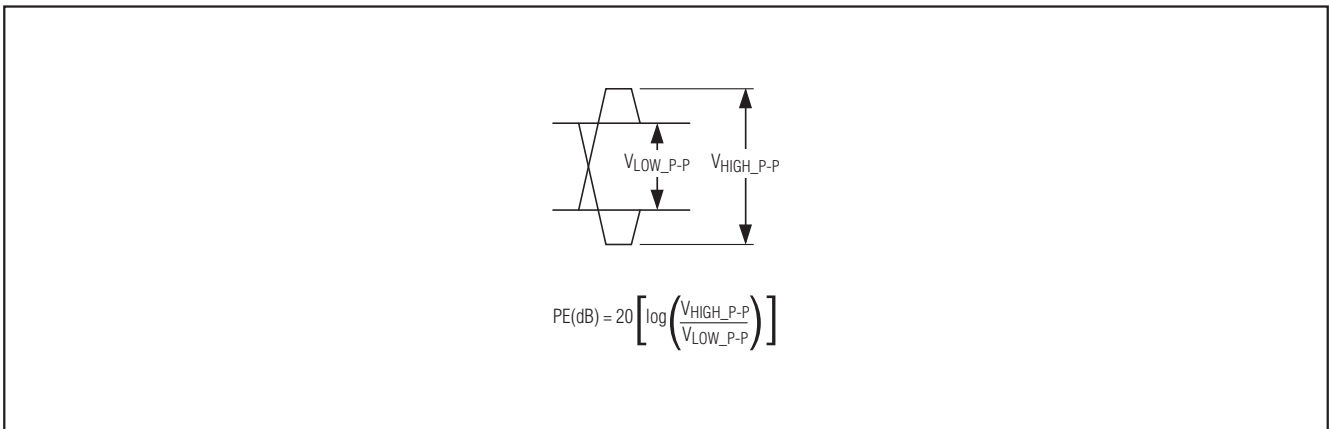 VLOW_P-P VHIGH_P-P
PE(dB) = 20 [log(VHIGH_P-P / VLOW_P-P)]